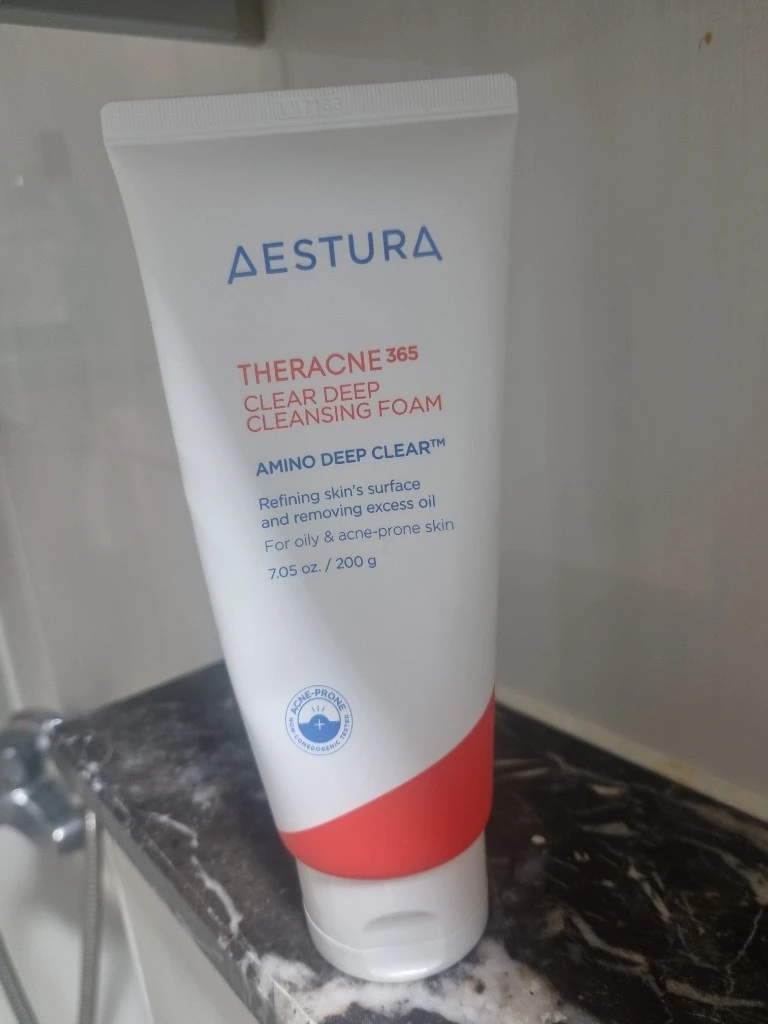 AESTURA
THERACNE 365
CLEAR DEEP
CLEANSING FOAM
AMINO DEEP CLEAR™
Refining skin's surface
and removing excess oil
For oily & acne-prone skin
7.05 oz. / 200 g
ACNE-PRONE
NON-COMEDOGENIC TESTED